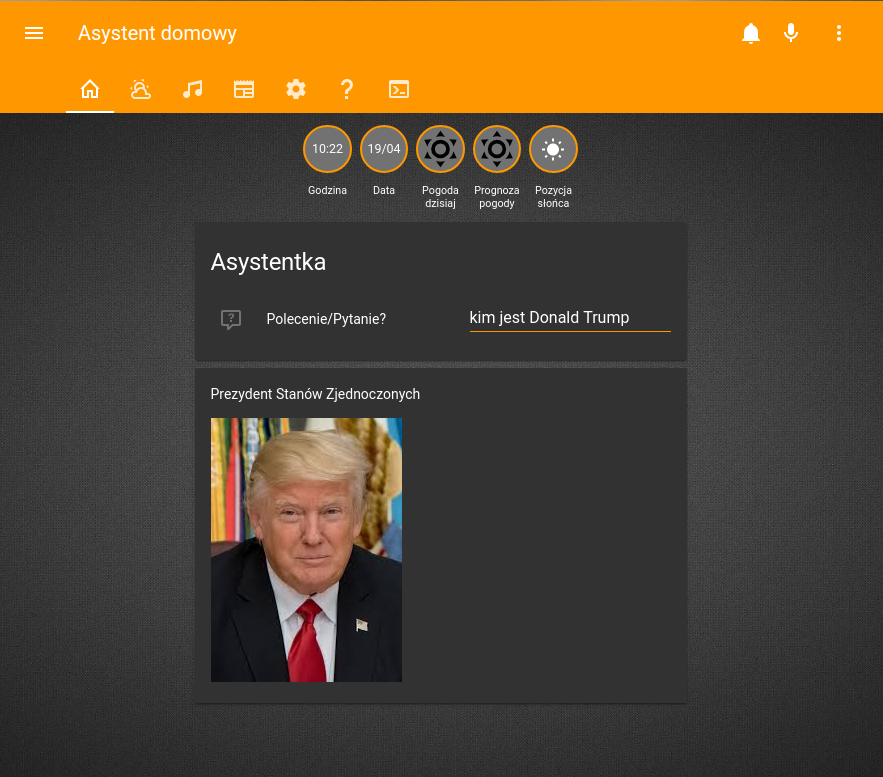 Asystent domowy
10:22
19/04
Godzina
Data
Pogoda
dzisiaj
Prognoza
pogody
Pozycja
słońca
Asystentka
Polecenie/Pytanie?
kim jest Donald Trump
Prezydent Stanów Zjednoczonych